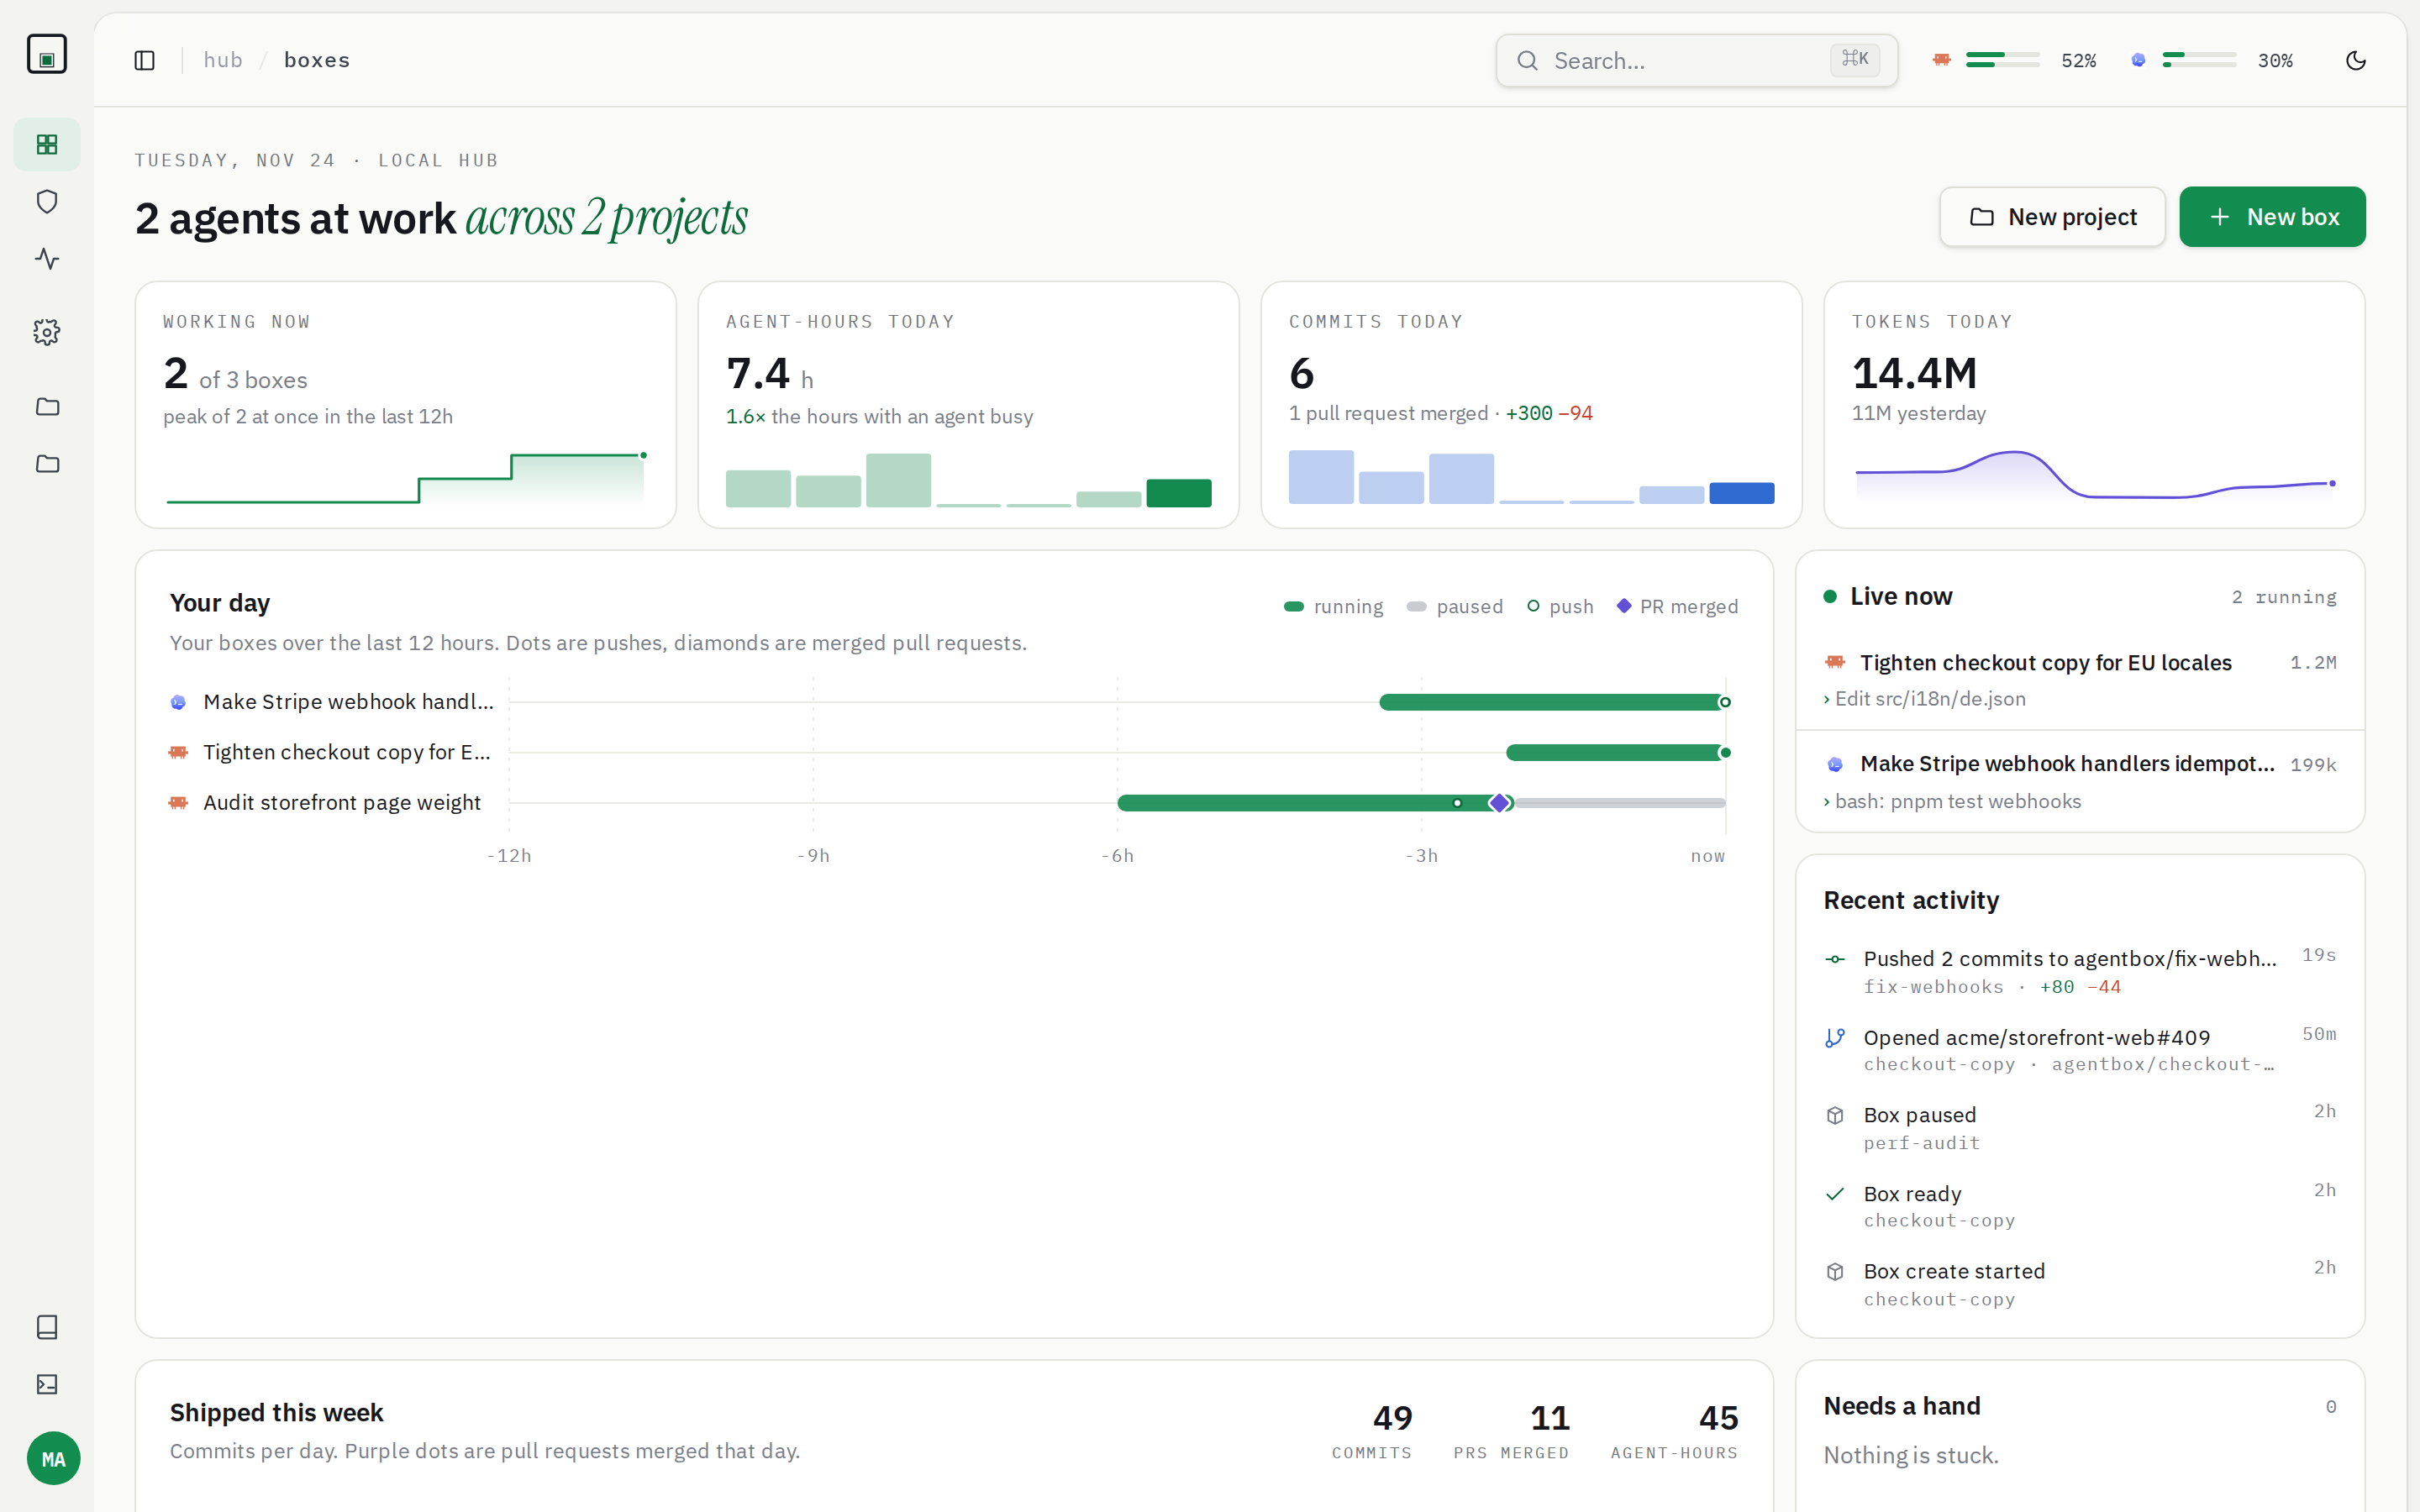 hub / boxes
Search...
⌘K
52%
30%
TUESDAY, NOV 24 · LOCAL HUB
2 agents at work across 2 projects
New project
New box
WORKING NOW
2 of 3 boxes
peak of 2 at once in the last 12h
AGENT-HOURS TODAY
7.4 h
1.6× the hours with an agent busy
COMMITS TODAY
6
1 pull request merged · +300 −94
TOKENS TODAY
14.4M
11M yesterday
Your day
running
paused
push
PR merged
Your boxes over the last 12 hours. Dots are pushes, diamonds are merged pull requests.
Make Stripe webhook handl...
Tighten checkout copy for E...
Audit storefront page weight
-12h
-9h
-6h
-3h
now
Live now
2 running
Tighten checkout copy for EU locales
1.2M
› Edit src/i18n/de.json
Make Stripe webhook handlers idempot...
199k
› bash: pnpm test webhooks
Recent activity
Pushed 2 commits to agentbox/fix-webh...
19s
fix-webhooks · +80 −44
Opened acme/storefront-web#409
50m
checkout-copy · agentbox/checkout-...
Box paused
2h
perf-audit
Box ready
2h
checkout-copy
Box create started
2h
checkout-copy
Shipped this week
Commits per day. Purple dots are pull requests merged that day.
49
COMMITS
11
PRS MERGED
45
AGENT-HOURS
Needs a hand
0
Nothing is stuck.
MA